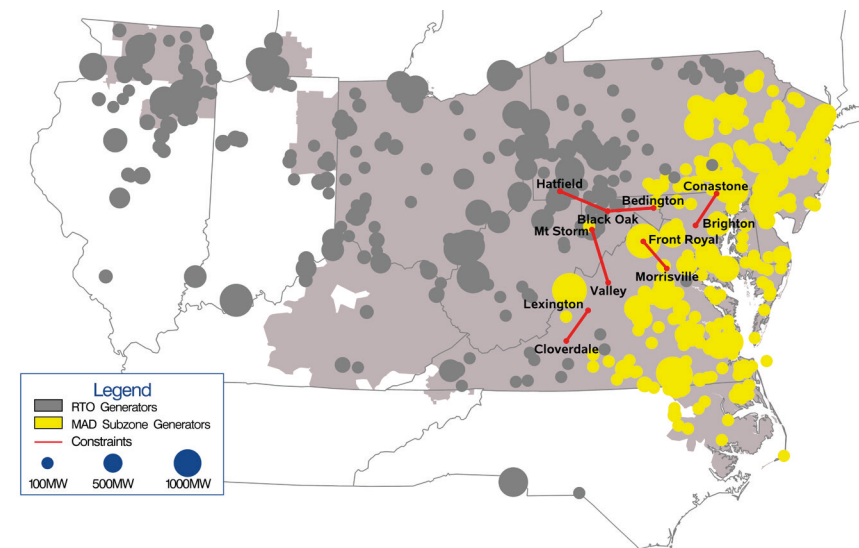 Hatfield
Bedington
Conastone
Black Oak
Mt Storm
Brighton
Front Royal
Morrisville
Valley
Lexington
Cloverdale
Legend
RTO Generators
MAD Subzone Generators
Constraints
100MW 500MW 1000MW